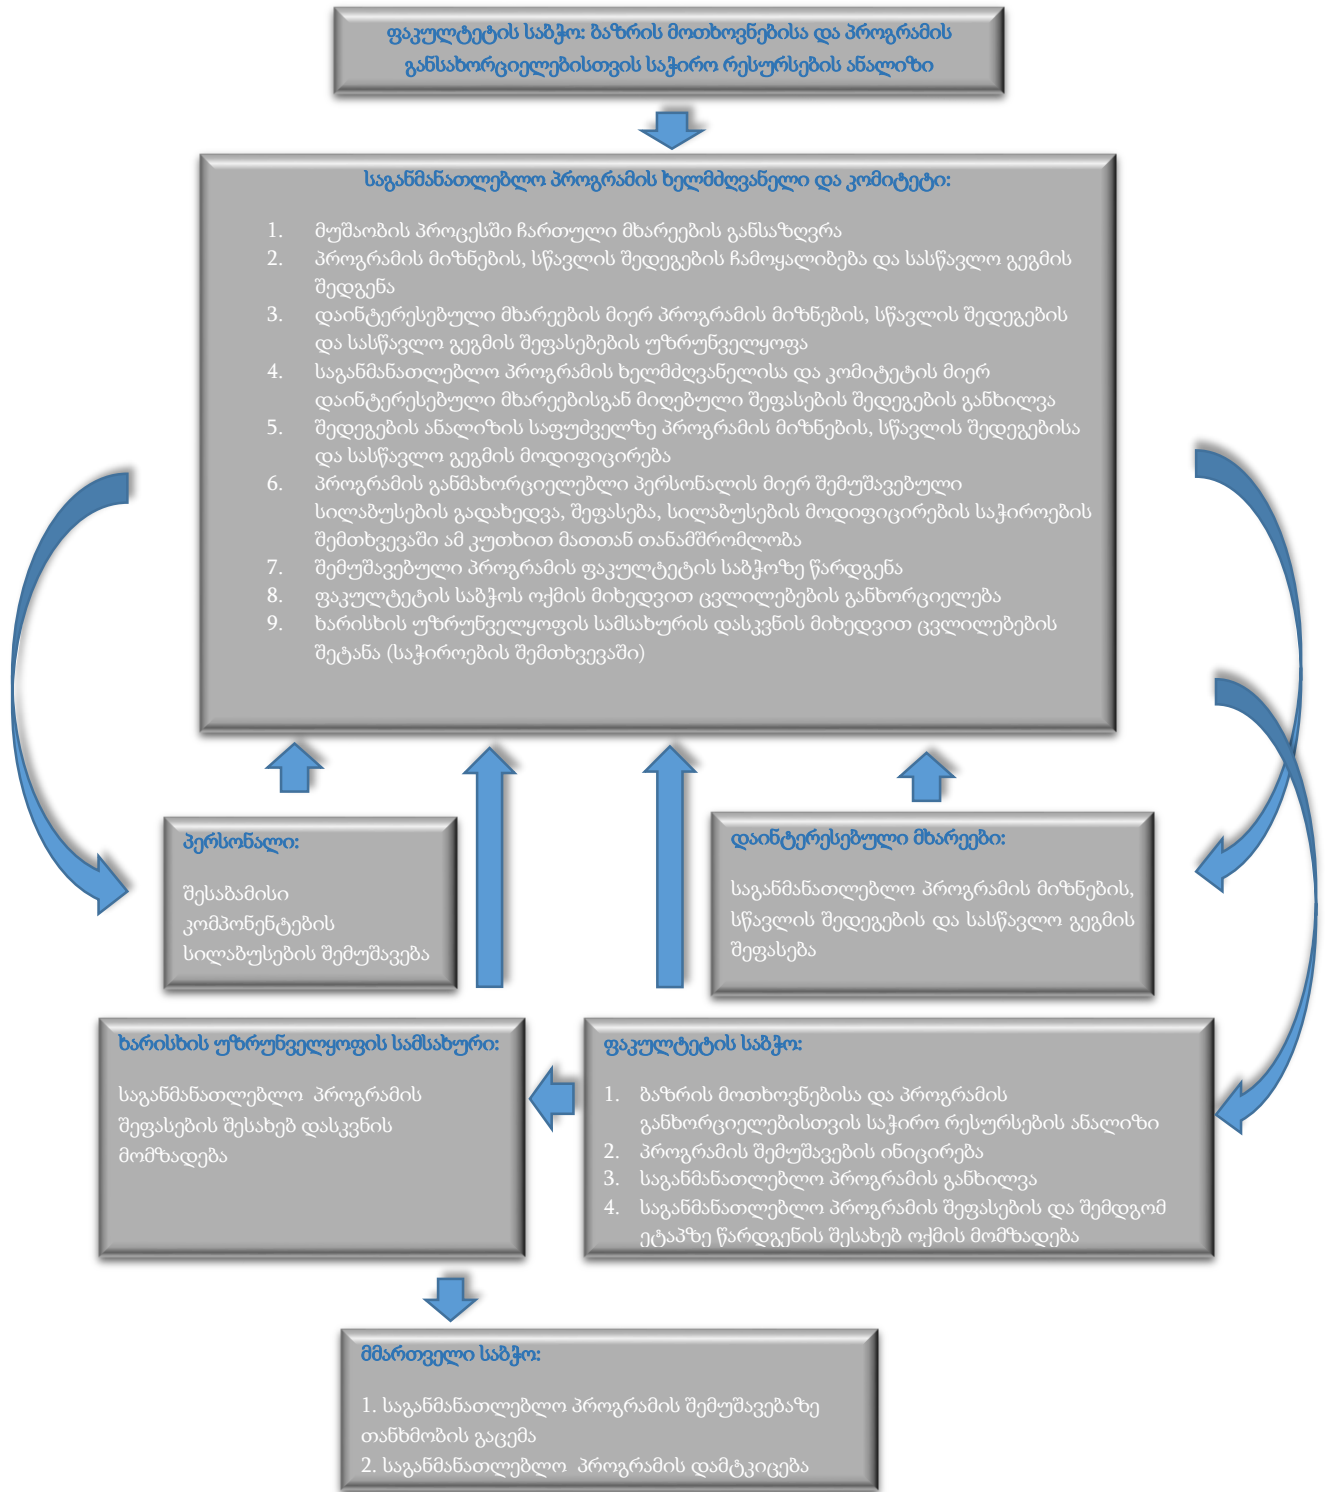 ფაკულტეტის საბჭო: ბაზრის მოთხოვნებისა და პროგრამის
განსახორციელებისთვის საჭირო რესურსების ანალიზი
საგანმანათლებლო პროგრამის ხელმძღვანელი და კომიტეტი:
1. მუშაობის პროცესში ჩართული მხარეების განსაზღვრა
2. პროგრამის მიზნების, სწავლის შედეგების ჩამოყალიბება და სასწავლო გეგმის
შედგენა
3. დაინტერესებული მხარეების მიერ პროგრამის მიზნების, სწავლის შედეგების
და სასწავლო გეგმის შეფასებების უზრუნველყოფა
4. საგანმანათლებლო პროგრამის ხელმძღვანელისა და კომიტეტის მიერ
დაინტერესებული მხარეებისგან მიღებული შეფასების შედეგების განხილვა
5. შედეგების ანალიზის საფუძველზე პროგრამის მიზნების, სწავლის შედეგებისა
და სასწავლო გეგმის მოდიფიცირება
6. პროგრამის განმახორციელებლი პერსონალის მიერ შემუშავებული
სილაბუსების გადახედვა, შეფასება, სილაბუსების მოდიფიცირების საჭიროების
შემთხვევაში ამ კუთხით მათთან თანამშრომლობა
7. შემუშავებული პროგრამის ფაკულტეტის საბჭოზე წარდგენა
8. ფაკულტეტის საბჭოს ოქმის მიხედვით ცვლილებების განხორციელება
9. ხარისხის უზრუნველყოფის სამსახურის დასკვნის მიხედვით ცვლილებების
შეტანა (საჭიროების შემთხვევაში)
პერსონალი:
შესაბამისი
კომპონენტების
სილაბუსების შემუშავება
დაინტერესებული მხარეები:
საგანმანათლებლო პროგრამის მიზნების,
სწავლის შედეგების და სასწავლო გეგმის
შეფასება
ხარისხის უზრუნველყოფის სამსახური:
საგანმანათლებლო პროგრამის
შეფასების შესახებ დასკვნის
მომზადება
ფაკულტეტის საბჭო:
1. ბაზრის მოთხოვნებისა და პროგრამის
განხორციელებისთვის საჭირო რესურსების ანალიზი
2. პროგრამის შემუშავების ინიცირება
3. საგანმანათლებლო პროგრამის განხილვა
4. საგანმანათლებლო პროგრამის შეფასების და შემდგომ
ეტაპზე წარდგენის შესახებ ოქმის მომზადება
მმართველი საბჭო:
1. საგანმანათლებლო პროგრამის შემუშავებაზე
თანხმობის გაცემა
2. საგანმანათლებლო პროგრამის დამტკიცება